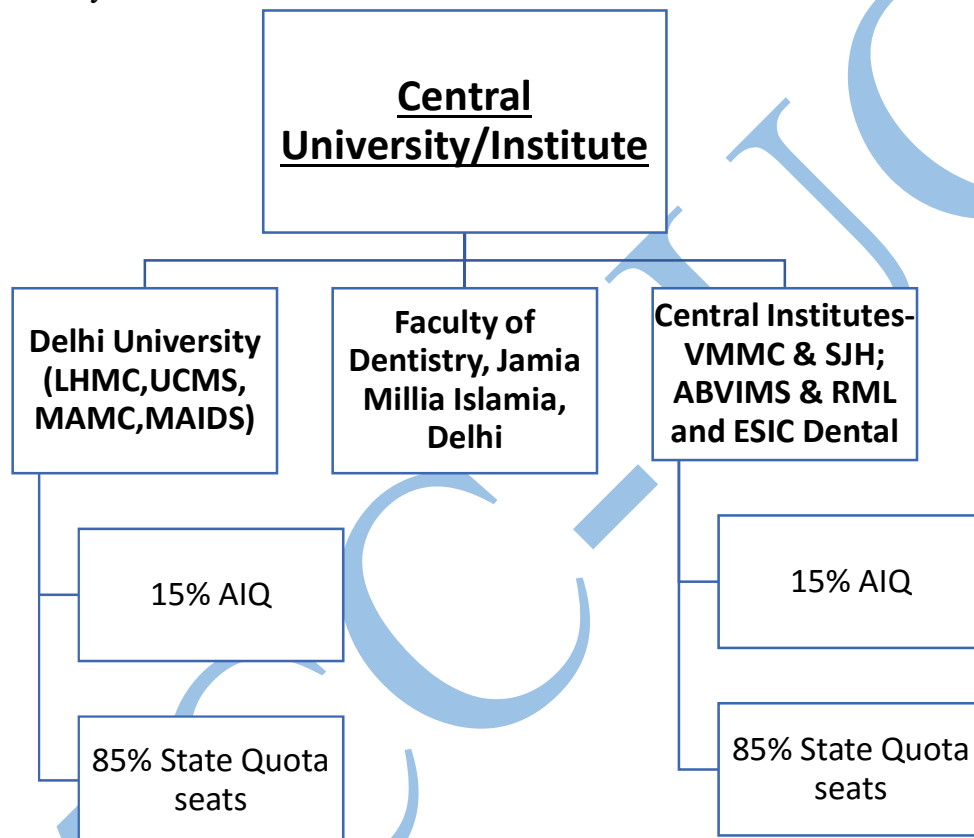 Central
University/Institute
Delhi University
(LHMC,UCMS,
MAMC,MAIDS)
Faculty of
Dentistry, Jamia
Millia Islamia,
Delhi
Central Institutes-
VMMC & SJH;
ABVIMS & RML
and ESIC Dental
15% AIQ
85% State Quota
seats
15% AIQ
85% State Quota
seats